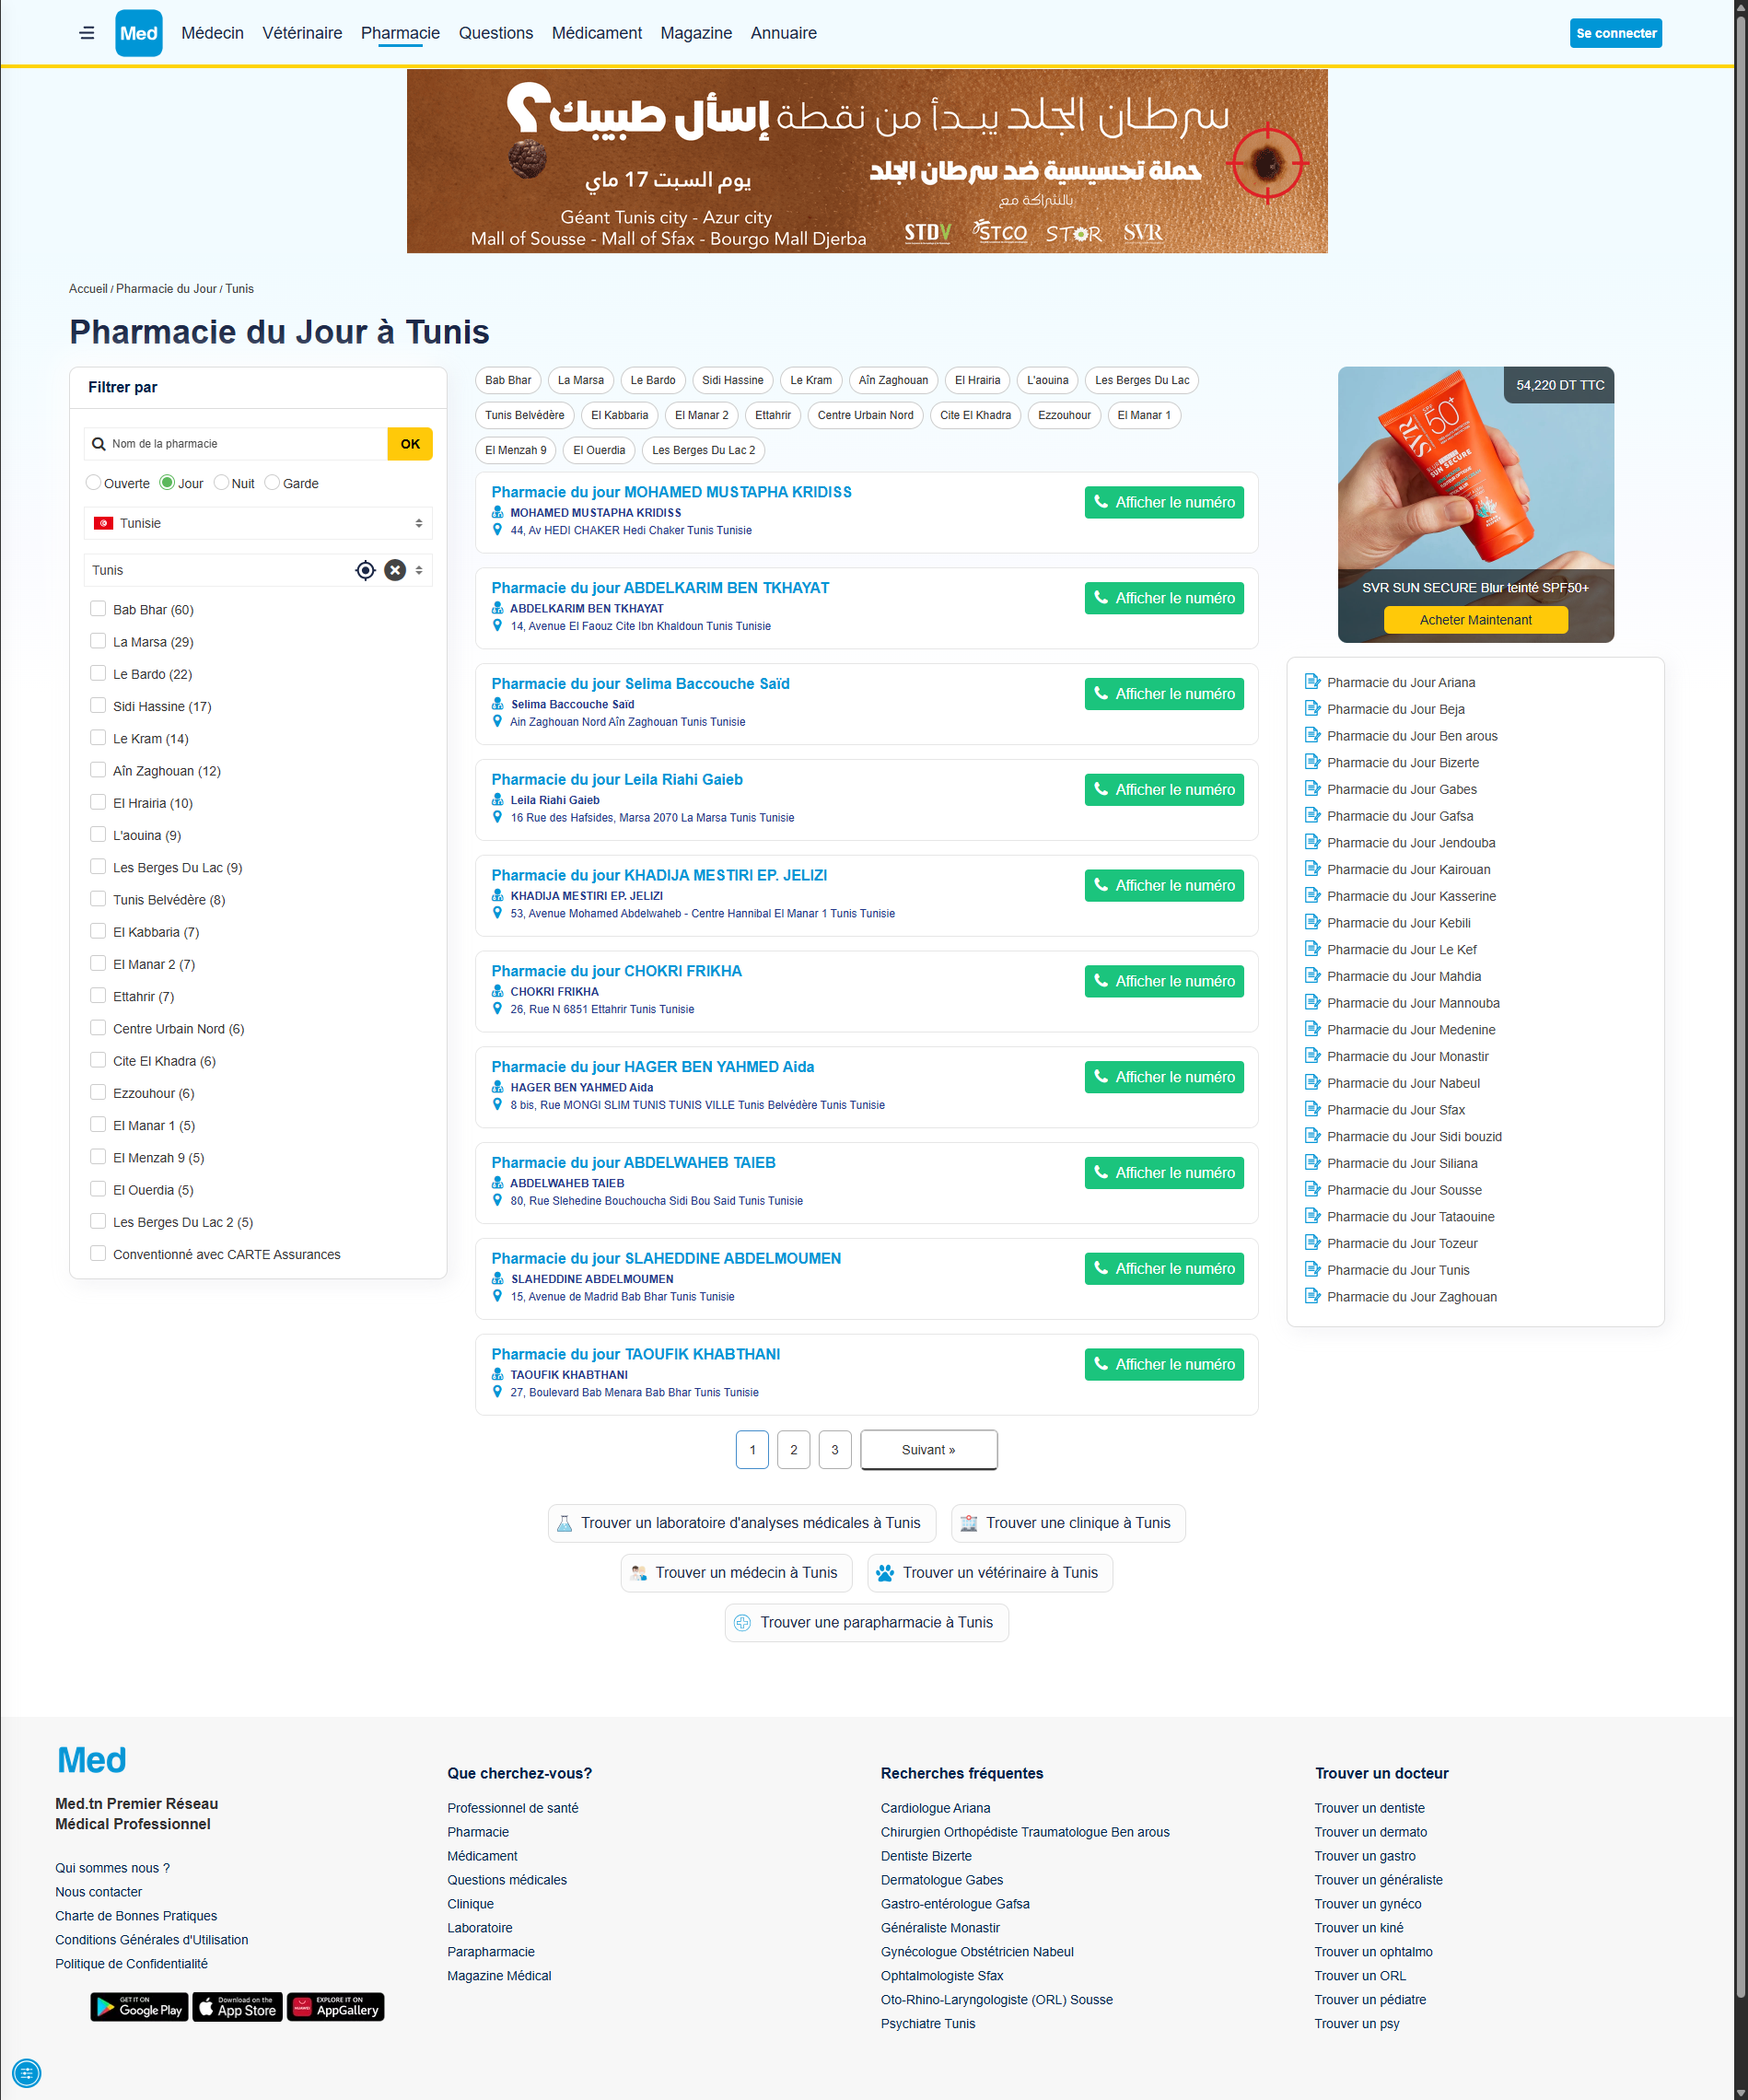 Med
Médecin
Vétérinaire
Pharmacie
Questions
Médicament
Magazine
Annuaire
Se connecter
سرطان الجلد يبدأ من نقطة إسأل طبيبك؟
حملة تحسيسية ضد سرطان الجلد
بالشراكة مع
STDV STCO STOR SVR
يوم السبت 17 ماي
Géant Tunis city - Azur city
Mall of Sousse - Mall of Sfax - Bourgo Mall Djerba
Accueil / Pharmacie du Jour / Tunis
Pharmacie du Jour à Tunis
Filtrer par
Nom de la pharmacie
OK
Ouverte Jour Nuit Garde
Tunisie
Tunis
Bab Bhar (60)
La Marsa (29)
Le Bardo (22)
Sidi Hassine (17)
Le Kram (14)
Aîn Zaghouan (12)
El Hrairia (10)
L'aouina (9)
Les Berges Du Lac (9)
Tunis Belvédère (8)
El Kabbaria (7)
El Manar 2 (7)
Ettahrir (7)
Centre Urbain Nord (6)
Cite El Khadra (6)
Ezzouhour (6)
El Manar 1 (5)
El Menzah 9 (5)
El Ouerdia (5)
Les Berges Du Lac 2 (5)
Conventionné avec CARTE Assurances
Bab Bhar La Marsa Le Bardo Sidi Hassine Le Kram Aîn Zaghouan El Hrairia L'aouina Les Berges Du Lac
Tunis Belvédère El Kabbaria El Manar 2 Ettahrir Centre Urbain Nord Cite El Khadra Ezzouhour El Manar 1
El Menzah 9 El Ouerdia Les Berges Du Lac 2
Pharmacie du jour MOHAMED MUSTAPHA KRIDISS
MOHAMED MUSTAPHA KRIDISS
44, Av HEDI CHAKER Hedi Chaker Tunis Tunisie
Afficher le numéro
Pharmacie du jour ABDELKARIM BEN TKHAYAT
ABDELKARIM BEN TKHAYAT
14, Avenue El Faouz Cite Ibn Khaldoun Tunis Tunisie
Afficher le numéro
Pharmacie du jour Selima Baccouche Saïd
Selima Baccouche Saïd
Ain Zaghouan Nord Aîn Zaghouan Tunis Tunisie
Afficher le numéro
Pharmacie du jour Leila Riahi Gaieb
Leila Riahi Gaieb
16 Rue des Hafsides, Marsa 2070 La Marsa Tunis Tunisie
Afficher le numéro
Pharmacie du jour KHADIJA MESTIRI EP. JELIZI
KHADIJA MESTIRI EP. JELIZI
53, Avenue Mohamed Abdelwaheb - Centre Hannibal El Manar 1 Tunis Tunisie
Afficher le numéro
Pharmacie du jour CHOKRI FRIKHA
CHOKRI FRIKHA
26, Rue N 6851 Ettahrir Tunis Tunisie
Afficher le numéro
Pharmacie du jour HAGER BEN YAHMED Aida
HAGER BEN YAHMED Aida
8 bis, Rue MONGI SLIM TUNIS TUNIS VILLE Tunis Belvédère Tunis Tunisie
Afficher le numéro
Pharmacie du jour ABDELWAHEB TAIEB
ABDELWAHEB TAIEB
80, Rue Slehedine Bouchoucha Sidi Bou Said Tunis Tunisie
Afficher le numéro
Pharmacie du jour SLAHEDDINE ABDELMOUMEN
SLAHEDDINE ABDELMOUMEN
15, Avenue de Madrid Bab Bhar Tunis Tunisie
Afficher le numéro
Pharmacie du jour TAOUFIK KHABTHANI
TAOUFIK KHABTHANI
27, Boulevard Bab Menara Bab Bhar Tunis Tunisie
Afficher le numéro
1 2 3 Suivant »
54,220 DT TTC
SVR
50+
SUN SECURE
SVR SUN SECURE Blur teinté SPF50+
Acheter Maintenant
Pharmacie du Jour Ariana
Pharmacie du Jour Beja
Pharmacie du Jour Ben arous
Pharmacie du Jour Bizerte
Pharmacie du Jour Gabes
Pharmacie du Jour Gafsa
Pharmacie du Jour Jendouba
Pharmacie du Jour Kairouan
Pharmacie du Jour Kasserine
Pharmacie du Jour Kebili
Pharmacie du Jour Le Kef
Pharmacie du Jour Mahdia
Pharmacie du Jour Mannouba
Pharmacie du Jour Medenine
Pharmacie du Jour Monastir
Pharmacie du Jour Nabeul
Pharmacie du Jour Sfax
Pharmacie du Jour Sidi bouzid
Pharmacie du Jour Siliana
Pharmacie du Jour Sousse
Pharmacie du Jour Tataouine
Pharmacie du Jour Tozeur
Pharmacie du Jour Tunis
Pharmacie du Jour Zaghouan
Trouver un laboratoire d'analyses médicales à Tunis
Trouver une clinique à Tunis
Trouver un médecin à Tunis
Trouver un vétérinaire à Tunis
Trouver une parapharmacie à Tunis
Med
Med.tn Premier Réseau
Médical Professionnel
Qui sommes nous ?
Nous contacter
Charte de Bonnes Pratiques
Conditions Générales d'Utilisation
Politique de Confidentialité
GET IT ON
Google Play
Download on the
App Store
EXPLORE IT ON
AppGallery
Que cherchez-vous?
Professionnel de santé
Pharmacie
Médicament
Questions médicales
Clinique
Laboratoire
Parapharmacie
Magazine Médical
Recherches fréquentes
Cardiologue Ariana
Chirurgien Orthopédiste Traumatologue Ben arous
Dentiste Bizerte
Dermatologue Gabes
Gastro-entérologue Gafsa
Généraliste Monastir
Gynécologue Obstétricien Nabeul
Ophtalmologiste Sfax
Oto-Rhino-Laryngologiste (ORL) Sousse
Psychiatre Tunis
Trouver un docteur
Trouver un dentiste
Trouver un dermato
Trouver un gastro
Trouver un généraliste
Trouver un gynéco
Trouver un kiné
Trouver un ophtalmo
Trouver un ORL
Trouver un pédiatre
Trouver un psy